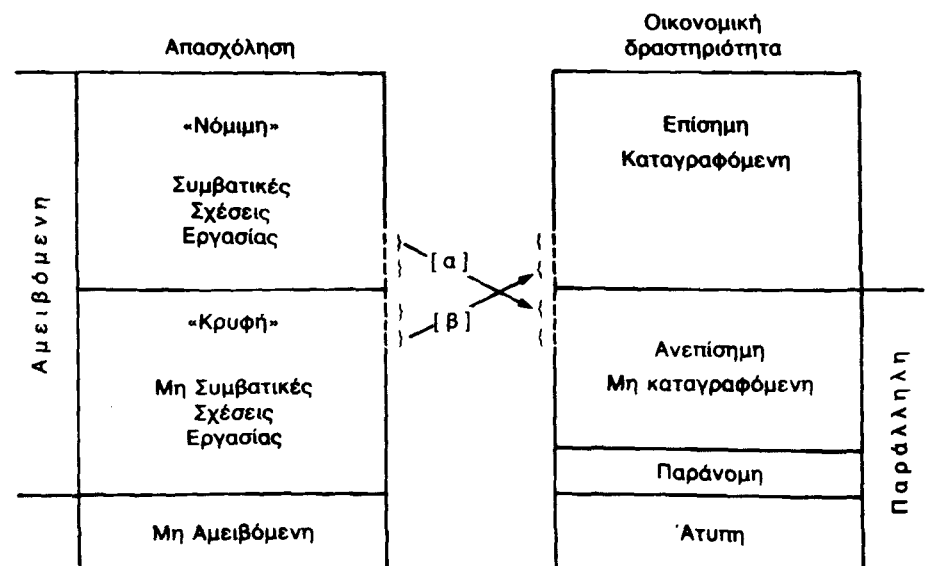 Απασχόληση
Οικονομική
δραστηριότητα
Αμειβόμενη
«Νόμιμη»
Συμβατικές
Σχέσεις
Εργασίας
«Κρυφή»
Μη Συμβατικές
Σχέσεις
Εργασίας
Μη Αμειβόμενη
[α]
[β]
Επίσημη
Καταγραφόμενη
Ανεπίσημη
Μη καταγραφόμενη
Παράνομη
Άτυπη
Παράλληλη